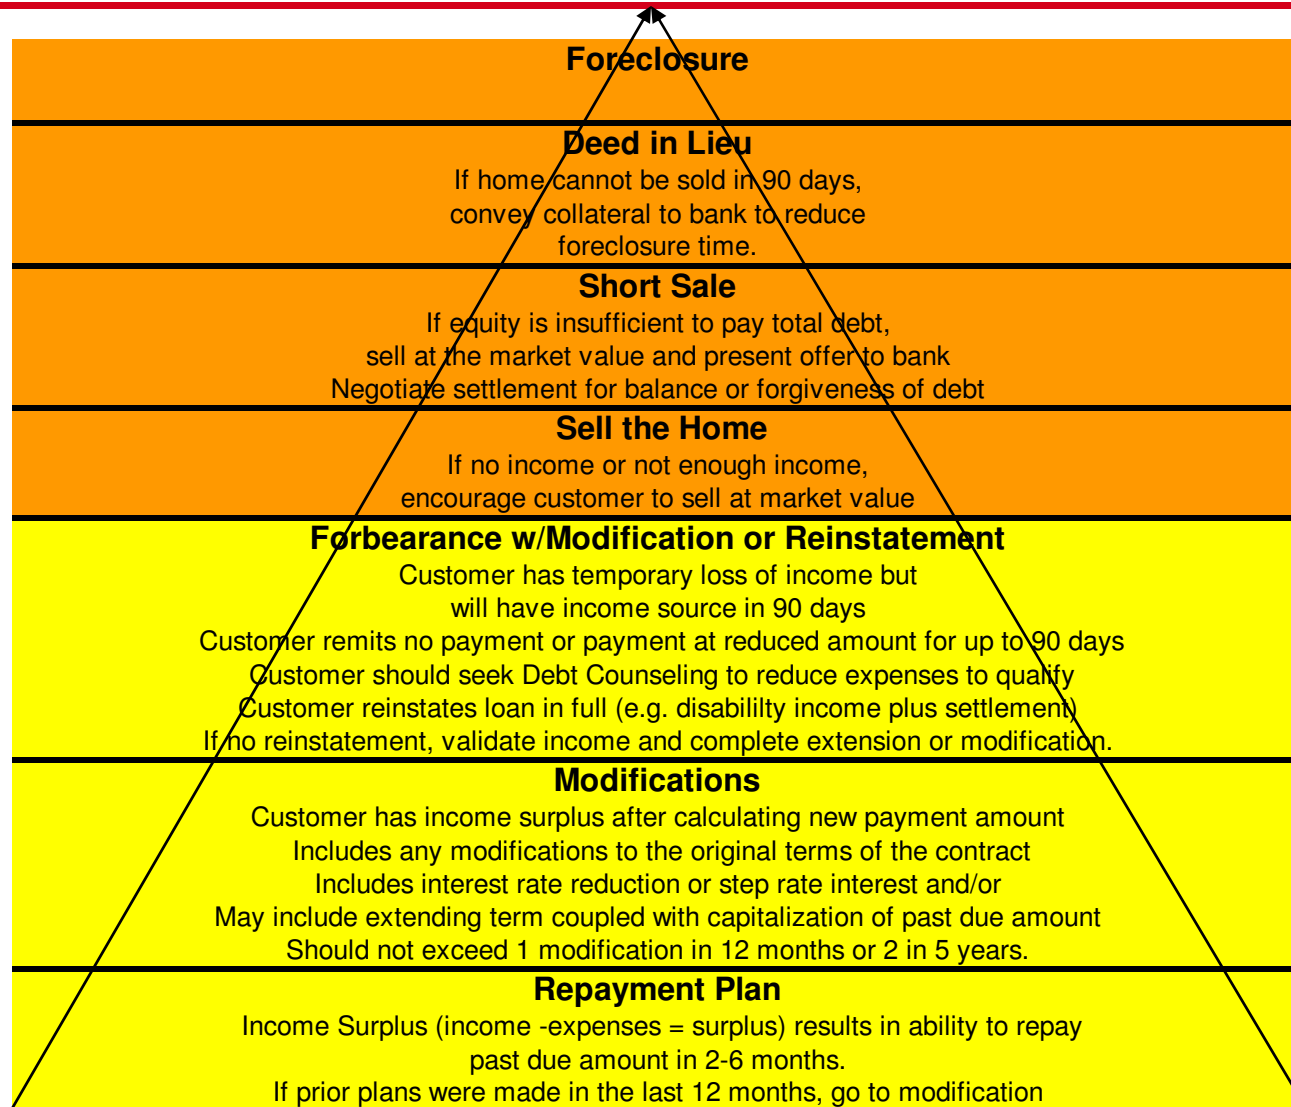 Foreclosure
Deed in Lieu
If home cannot be sold in 90 days,
convey collateral to bank to reduce
foreclosure time.
Short Sale
If equity is insufficient to pay total debt,
sell at the market value and present offer to bank
Negotiate settlement for balance or forgiveness of debt
Sell the Home
If no income or not enough income,
encourage customer to sell at market value
Forbearance w/Modification or Reinstatement
Customer has temporary loss of income but
will have income source in 90 days
Customer remits no payment or payment at reduced amount for up to 90 days
Customer should seek Debt Counseling to reduce expenses to qualify
Customer reinstates loan in full (e.g. disabililty income plus settlement)
If no reinstatement, validate income and complete extension or modification.
Modifications
Customer has income surplus after calculating new payment amount
Includes any modifications to the original terms of the contract
Includes interest rate reduction or step rate interest and/or
May include extending term coupled with capitalization of past due amount
Should not exceed 1 modification in 12 months or 2 in 5 years.
Repayment Plan
Income Surplus (income -expenses = surplus) results in ability to repay
past due amount in 2-6 months.
If prior plans were made in the last 12 months, go to modification